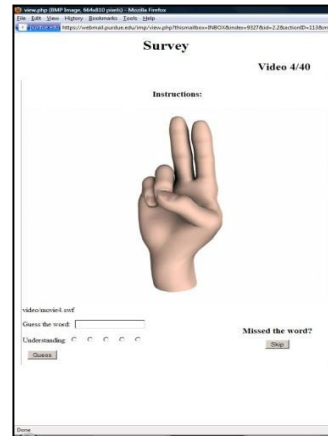 view.php (BMP Image, 664x810 pixels) - Mozilla Firefox
File Edit View History Bookmarks Tools Help
Survey
Video 4/40
Instructions:
video/movie4.swf
Guess the word:
Understanding:
Guess
Missed the word?
Skip
Done